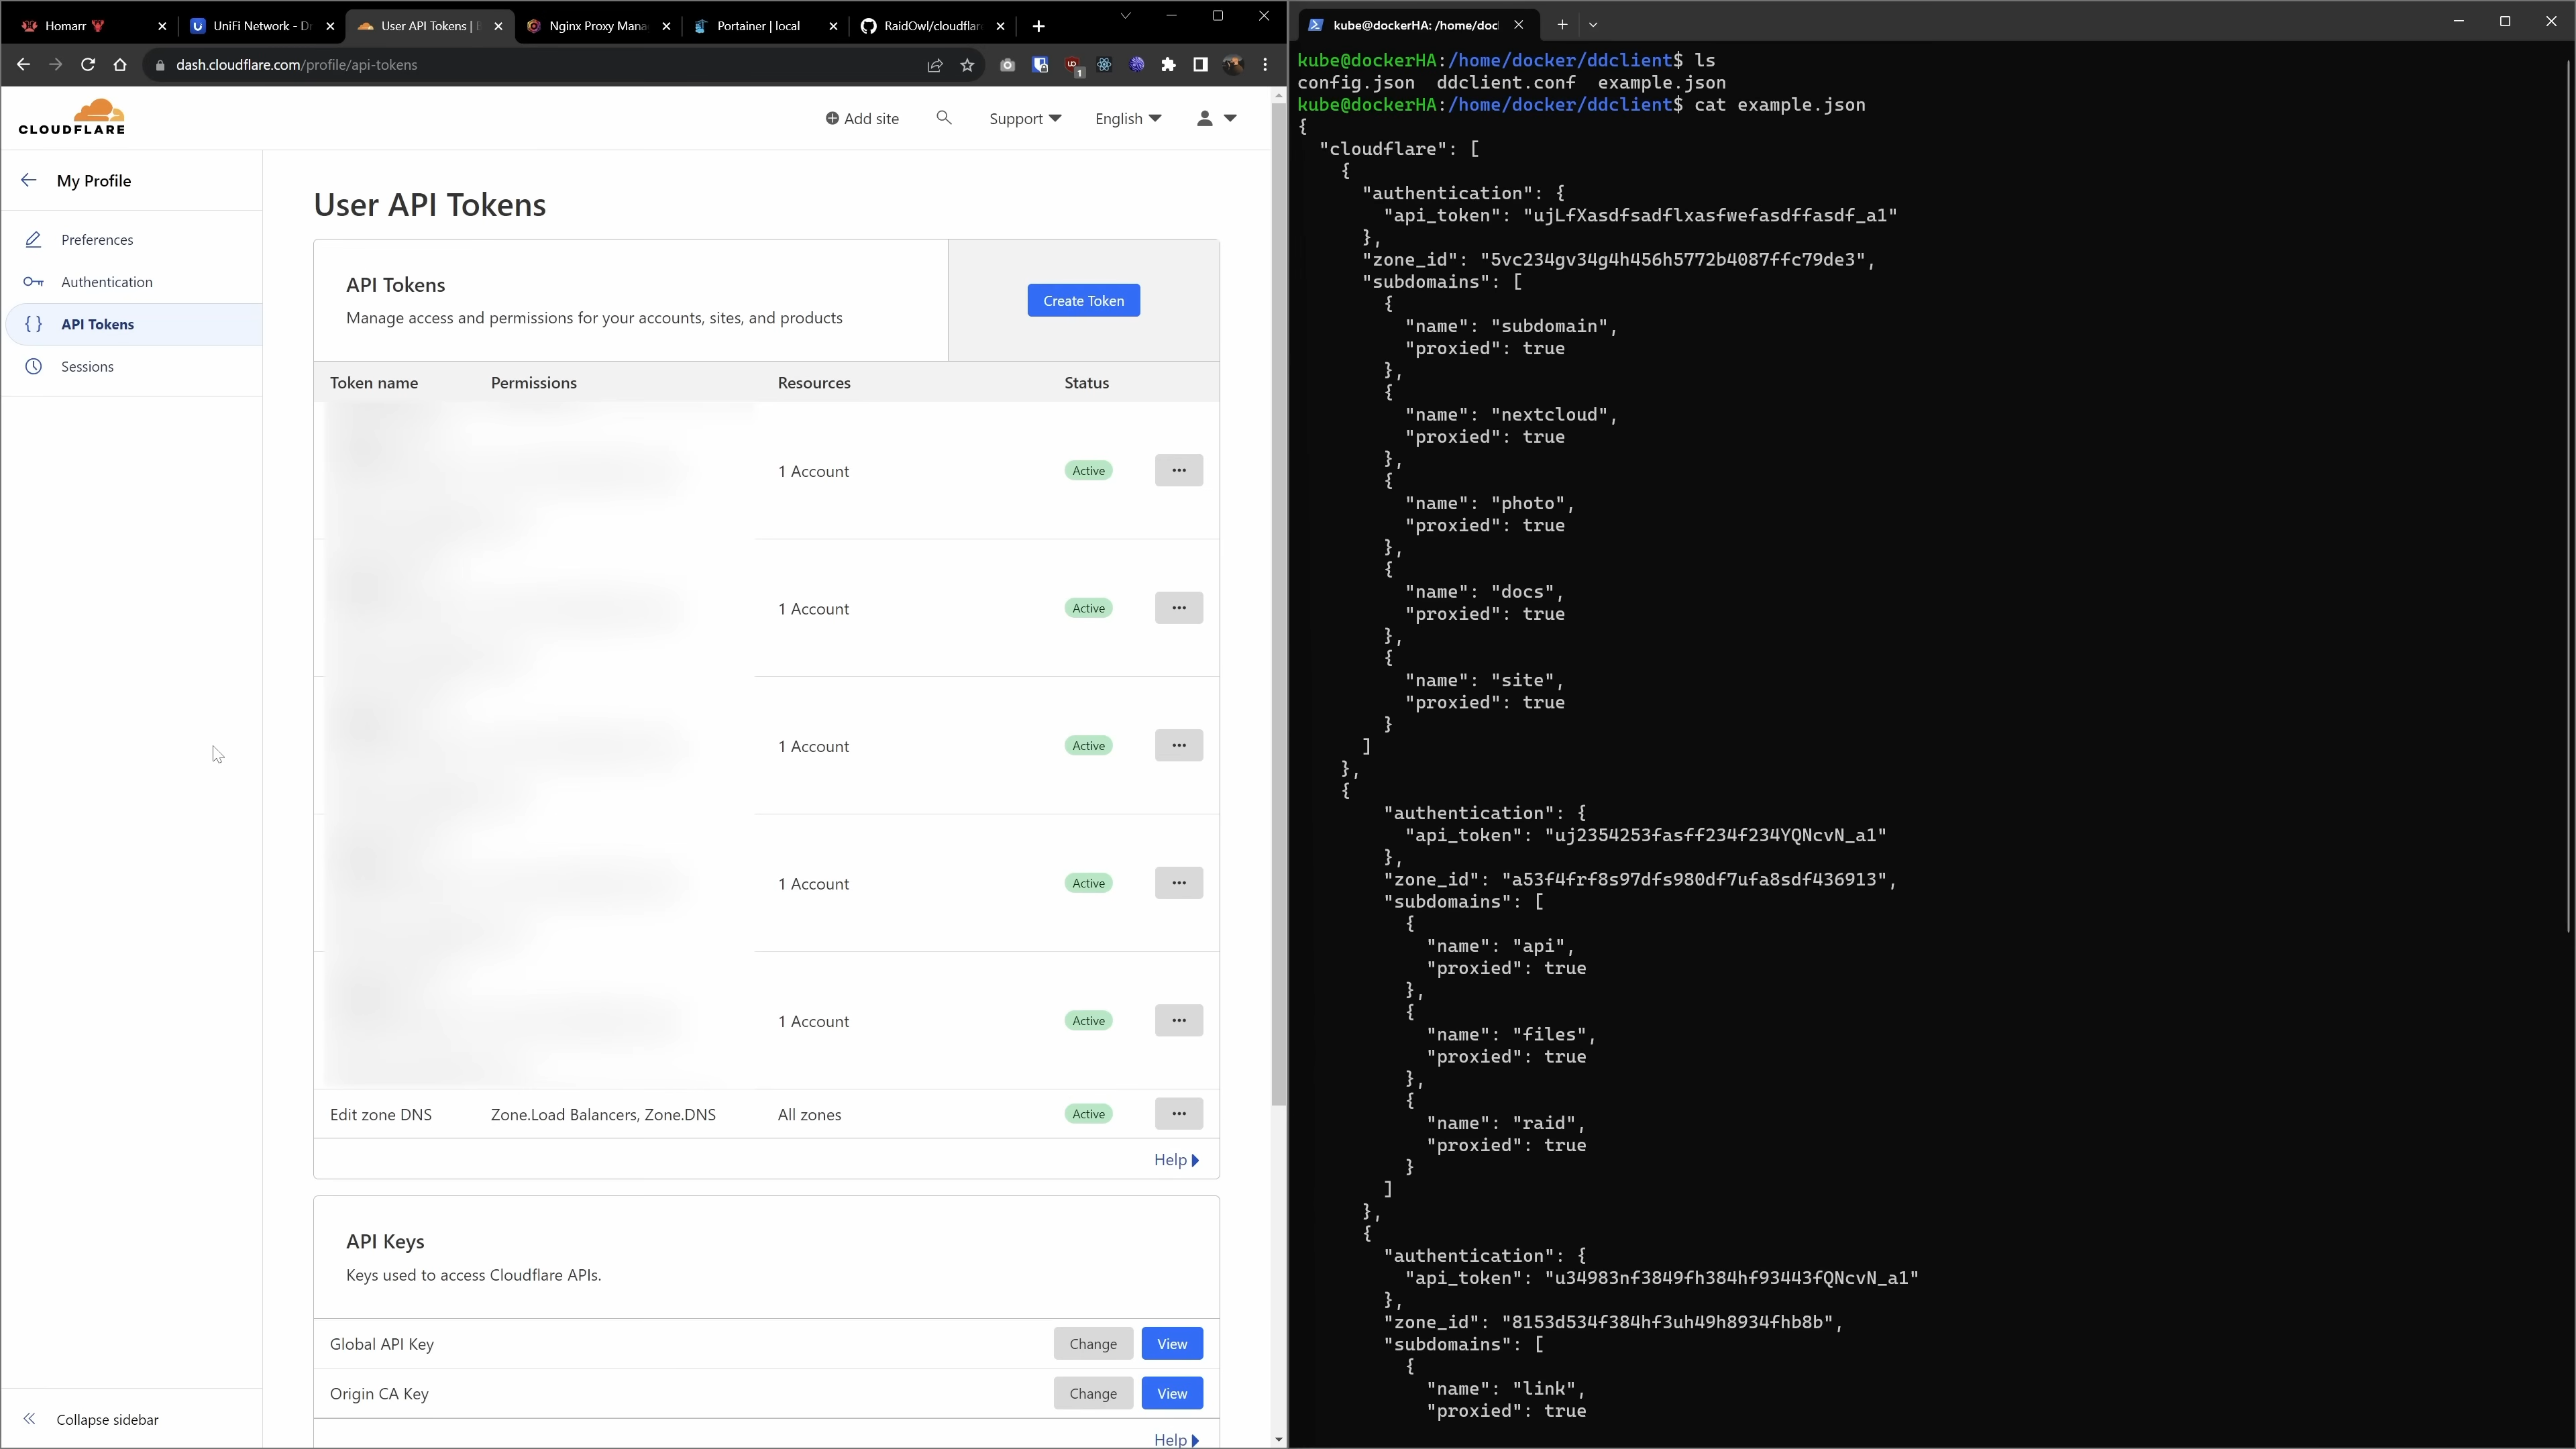 Homarr
UniFi Network - Dr
User API Tokens |
Nginx Proxy Mana
Portainer | local
RaidOwl/cloudflar
dash.cloudflare.com/profile/api-tokens
1
CLOUDFLARE
Add site
Support
English
My Profile
Preferences
Authentication
API Tokens
Sessions
Collapse sidebar
User API Tokens
API Tokens
Manage access and permissions for your accounts, sites, and products
Create Token
Token name Permissions Resources Status
1 Account Active
1 Account Active
1 Account Active
1 Account Active
1 Account Active
Edit zone DNS Zone.Load Balancers, Zone.DNS All zones Active
Help
API Keys
Keys used to access Cloudflare APIs.
Global API Key Change View
Origin CA Key Change View
Help
kube@dockerHA: /home/doc
kube@dockerHA:/home/docker/ddclient$ ls
config.json  ddclient.conf  example.json
kube@dockerHA:/home/docker/ddclient$ cat example.json
{
  "cloudflare": [
    {
      "authentication": {
        "api_token": "ujLfXasdfsadflxasfwefasdffasdf_a1"
      },
      "zone_id": "5vc234gv34g4h456h5772b4087ffc79de3",
      "subdomains": [
        {
          "name": "subdomain",
          "proxied": true
        },
        {
          "name": "nextcloud",
          "proxied": true
        },
        {
          "name": "photo",
          "proxied": true
        },
        {
          "name": "docs",
          "proxied": true
        },
        {
          "name": "site",
          "proxied": true
        }
      ]
    },
    {
        "authentication": {
          "api_token": "uj2354253fasff234f234YQNcvN_a1"
        },
        "zone_id": "a53f4frf8s97dfs980df7ufa8sdf436913",
        "subdomains": [
          {
            "name": "api",
            "proxied": true
          },
          {
            "name": "files",
            "proxied": true
          },
          {
            "name": "raid",
            "proxied": true
          }
        ]
      },
      {
        "authentication": {
          "api_token": "u34983nf3849fh384hf93443fQNcvN_a1"
        },
        "zone_id": "8153d534f384hf3uh49h8934fhb8b",
        "subdomains": [
          {
            "name": "link",
            "proxied": true